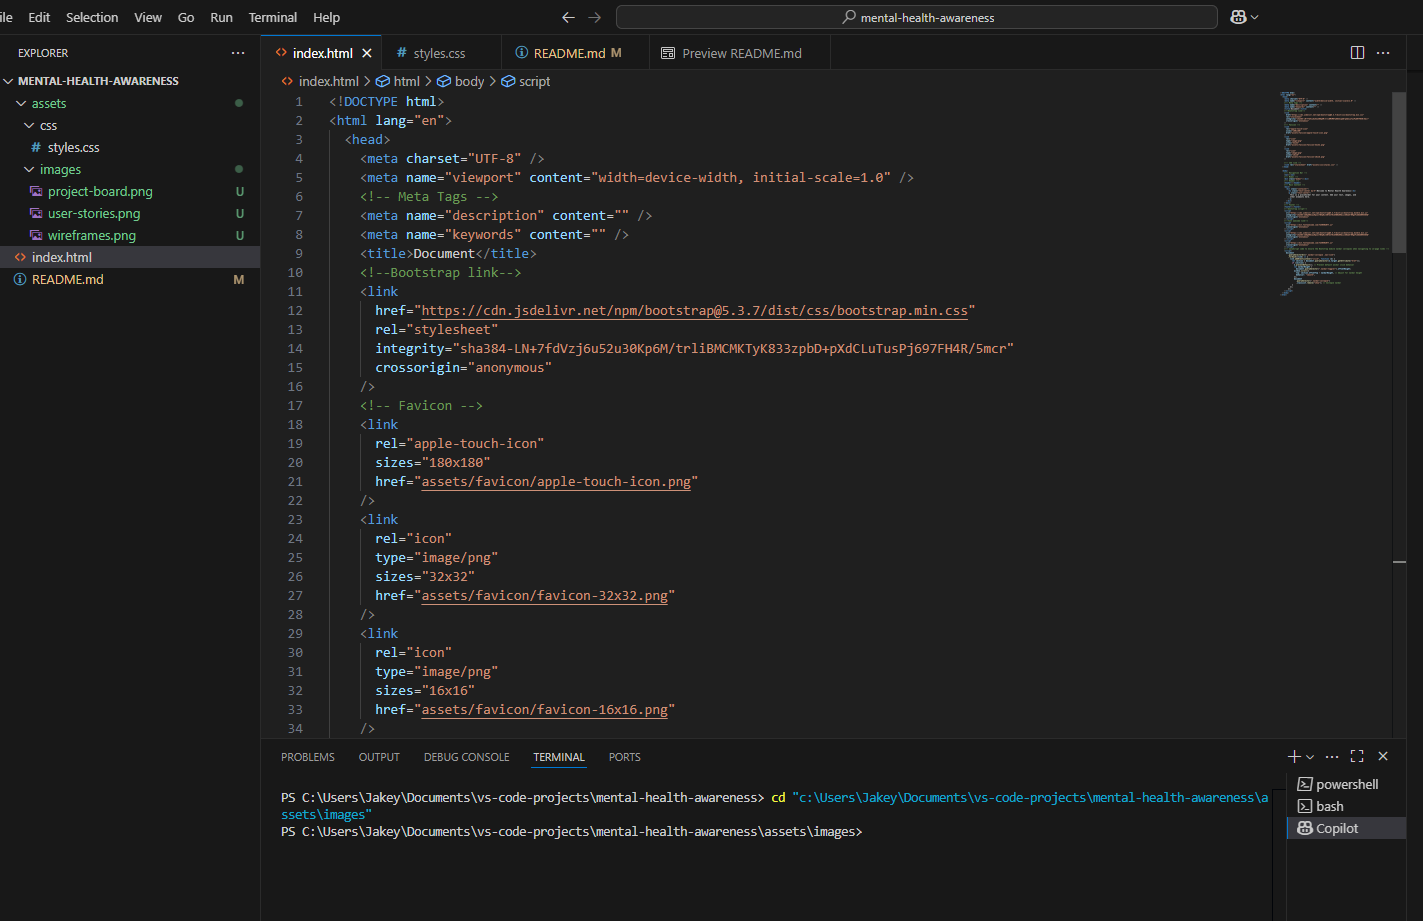 ile Edit Selection View Go Run Terminal Help
mental-health-awareness
EXPLORER
MENTAL-HEALTH-AWARENESS
assets
css
# styles.css
images
project-board.png U
user-stories.png U
wireframes.png U
<> index.html
README.md M
<> index.html
# styles.css
README.md M
Preview README.md
<> index.html > html > body > script
1 <!DOCTYPE html>
2 <html lang="en">
3 <head>
4 <meta charset="UTF-8" />
5 <meta name="viewport" content="width=device-width, initial-scale=1.0" />
6 <!-- Meta Tags -->
7 <meta name="description" content="" />
8 <meta name="keywords" content="" />
9 <title>Document</title>
10 <!--Bootstrap link-->
11 <link
12 href="https://cdn.jsdelivr.net/npm/bootstrap@5.3.7/dist/css/bootstrap.min.css"
13 rel="stylesheet"
14 integrity="sha384-LN+7fdVzj6u52u30Kp6M/trliBMCMKTyK833zpbD+pXdCLuTusPj697FH4R/5mcr"
15 crossorigin="anonymous"
16 />
17 <!-- Favicon -->
18 <link
19 rel="apple-touch-icon"
20 sizes="180x180"
21 href="assets/favicon/apple-touch-icon.png"
22 />
23 <link
24 rel="icon"
25 type="image/png"
26 sizes="32x32"
27 href="assets/favicon/favicon-32x32.png"
28 />
29 <link
30 rel="icon"
31 type="image/png"
32 sizes="16x16"
33 href="assets/favicon/favicon-16x16.png"
34 />
PROBLEMS OUTPUT DEBUG CONSOLE TERMINAL PORTS
PS C:\Users\Jakey\Documents\vs-code-projects\mental-health-awareness> cd "c:\Users\Jakey\Documents\vs-code-projects\mental-health-awareness\a
ssets\images"
PS C:\Users\Jakey\Documents\vs-code-projects\mental-health-awareness\assets\images>
powershell
bash
Copilot